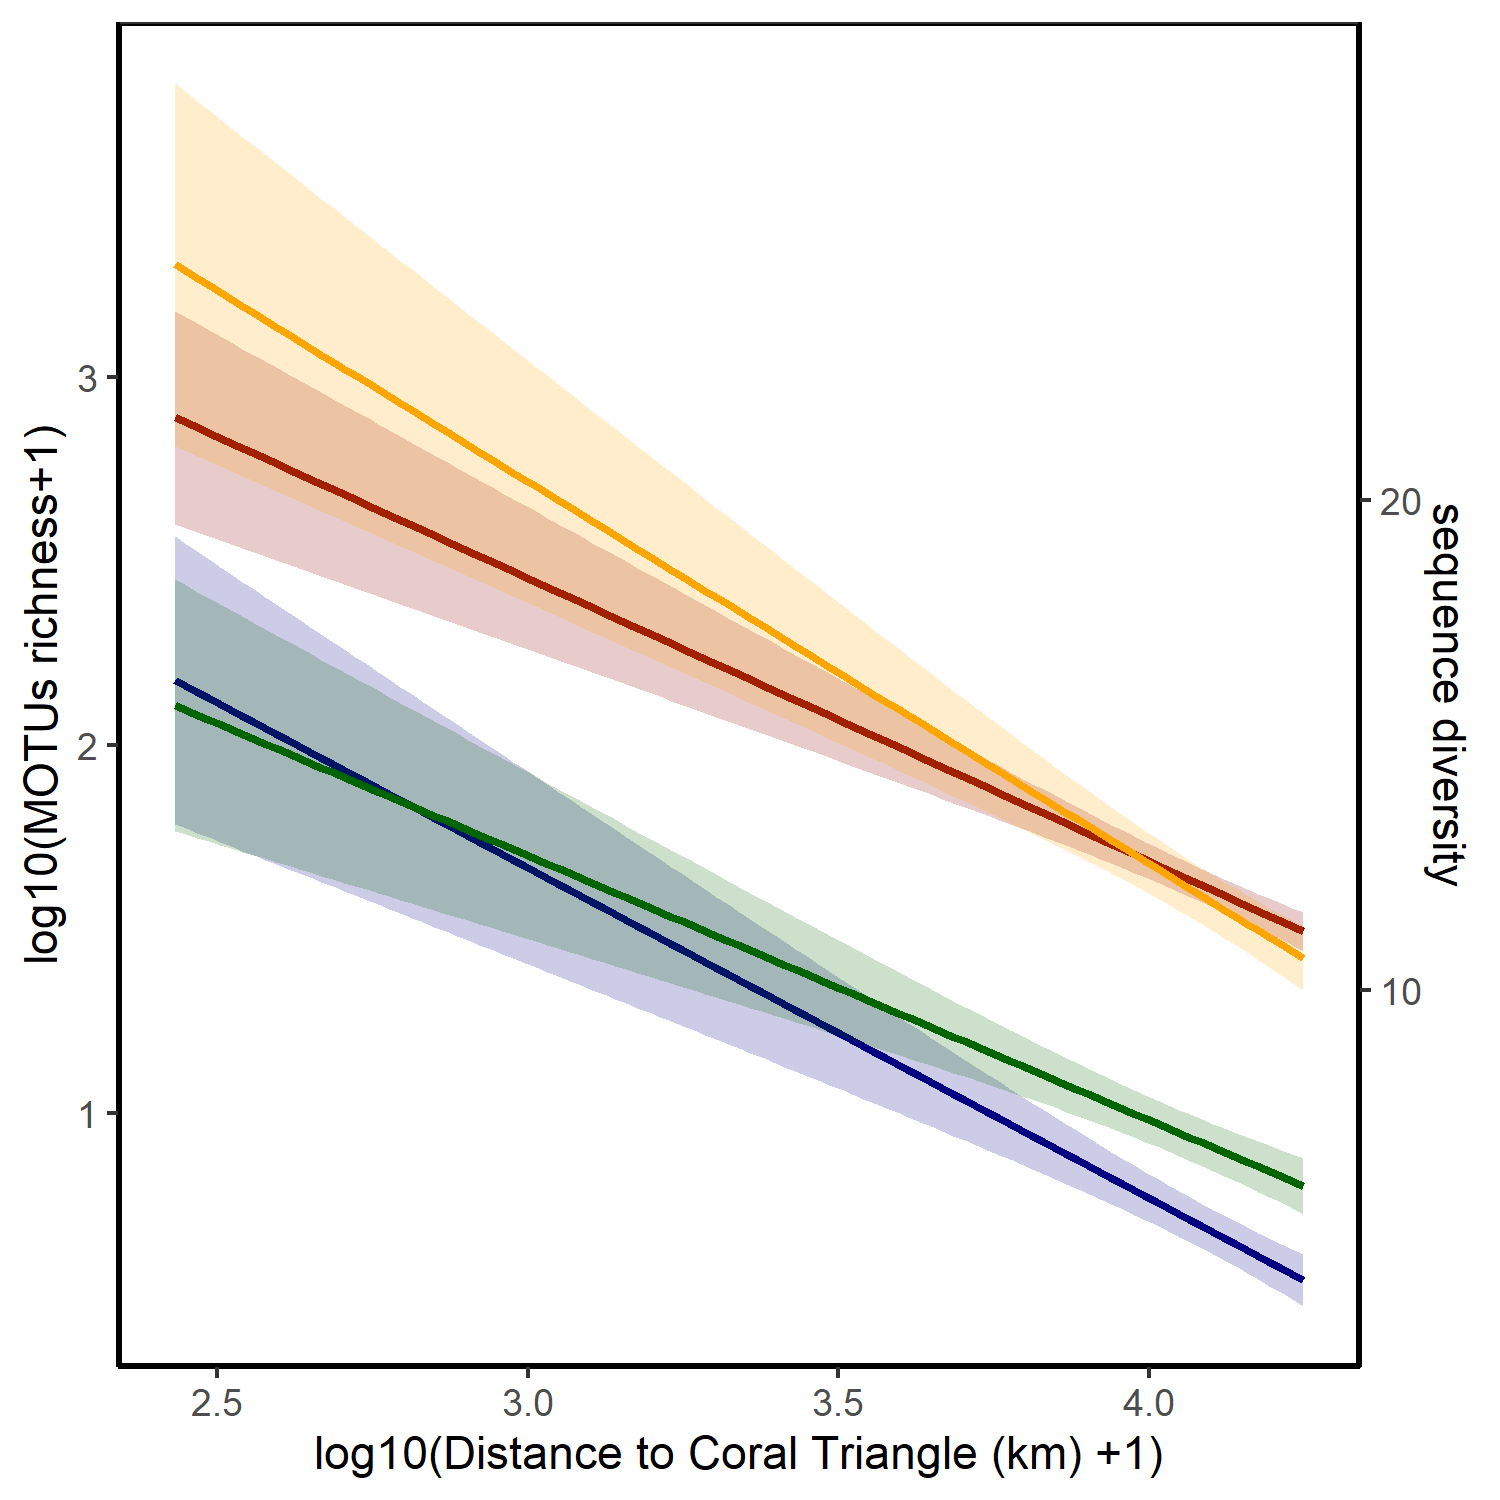 log10(MOTUs richness+1)
3
2
1
20
10
sequence diversity
2.5 3.0 3.5 4.0
log10(Distance to Coral Triangle (km) +1)